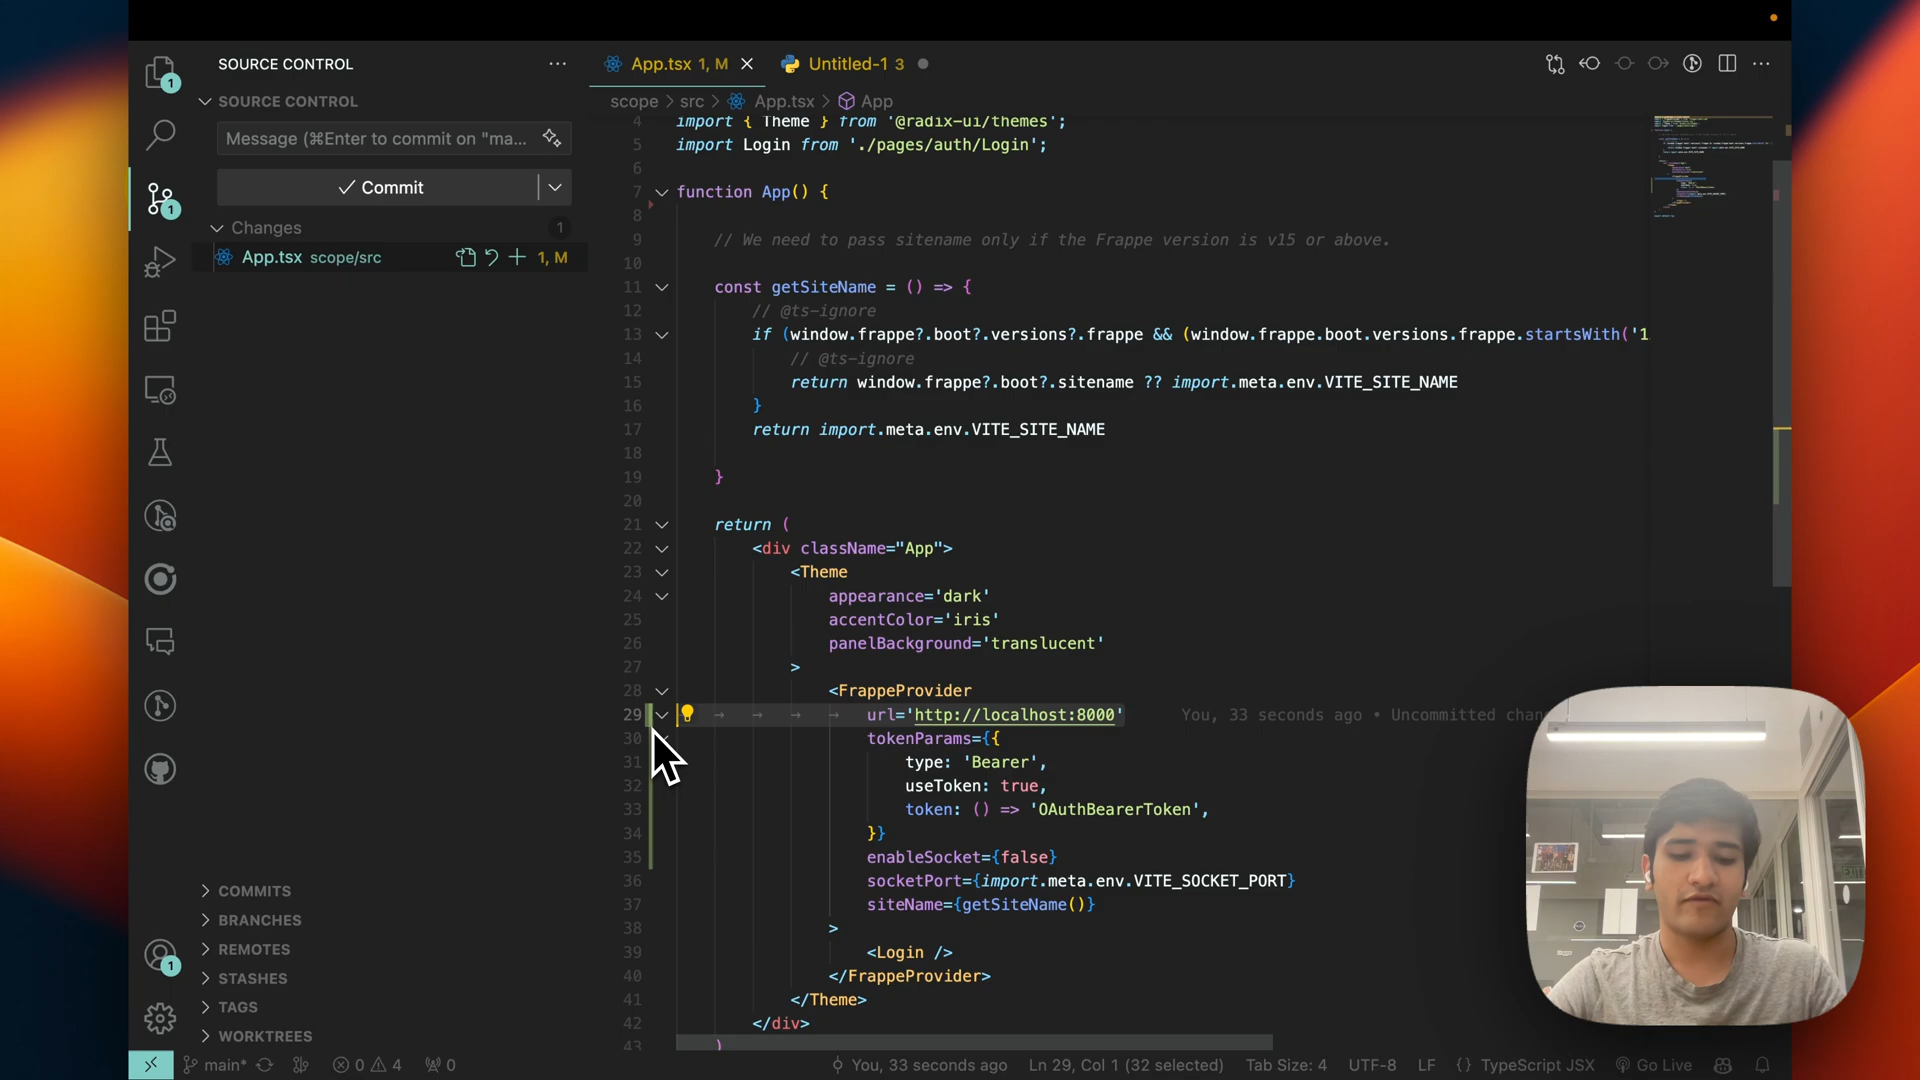 SOURCE CONTROL
SOURCE CONTROL
Message (⌘Enter to commit on "ma...
Commit
Changes 1
App.tsx scope/src 1, M
COMMITS
BRANCHES
REMOTES
STASHES
TAGS
WORKTREES
1
1
1
App.tsx 1, M
Untitled-1 3
scope > src > App.tsx > App
4 import { Theme } from '@radix-ui/themes';
5 import Login from './pages/auth/Login';
6
7 function App() {
8
9 // We need to pass sitename only if the Frappe version is v15 or above.
10
11 const getSiteName = () => {
12 // @ts-ignore
13 if (window.frappe?.boot?.versions?.frappe && (window.frappe.boot.versions.frappe.startsWith('1
14 // @ts-ignore
15 return window.frappe?.boot?.sitename ?? import.meta.env.VITE_SITE_NAME
16 }
17 return import.meta.env.VITE_SITE_NAME
18
19 }
20
21 return (
22 <div className="App">
23 <Theme
24 appearance='dark'
25 accentColor='iris'
26 panelBackground='translucent'
27 >
28 <FrappeProvider
29 url='http://localhost:8000' You, 33 seconds ago • Uncommitted chan
30 tokenParams={{
31 type: 'Bearer',
32 useToken: true,
33 token: () => 'OAuthBearerToken',
34 }}
35 enableSocket={false}
36 socketPort={import.meta.env.VITE_SOCKET_PORT}
37 siteName={getSiteName()}
38 >
39 <Login />
40 </FrappeProvider>
41 </Theme>
42 </div>
43 )
main* 0 4 0 You, 33 seconds ago Ln 29, Col 1 (32 selected) Tab Size: 4 UTF-8 LF {} TypeScript JSX Go Live